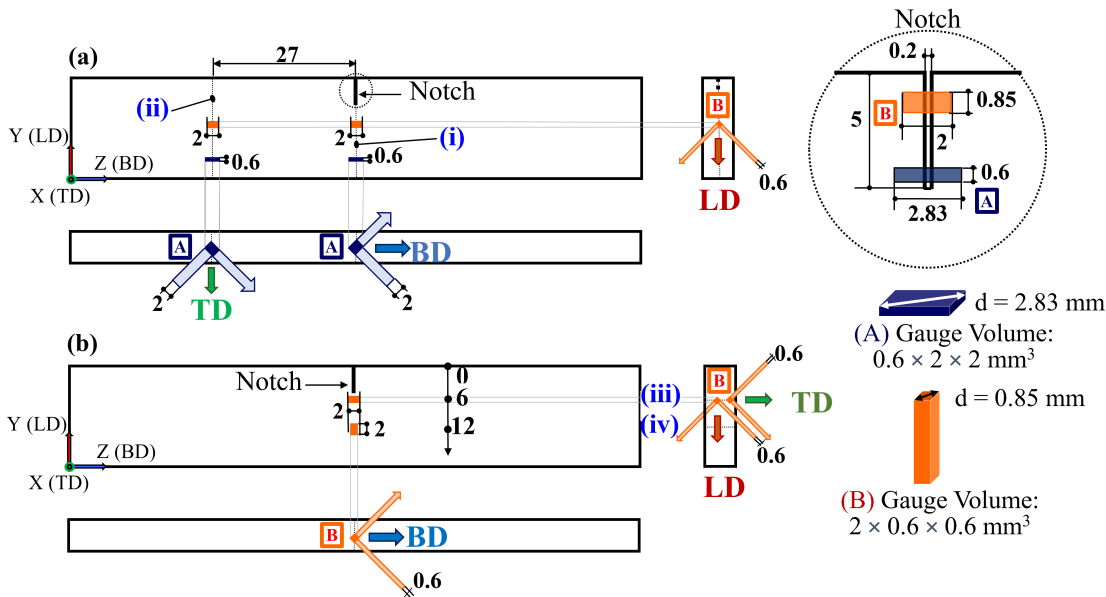 (a)
27
Notch
(ii)
2
2
(i)
0.6
0.6
Y (LD)
Z (BD)
X (TD)
B
0.6
LD
A
A
BD
2
2
TD
Notch
0.2
B
0.85
5
2
0.6
2.83
A
d = 2.83 mm
(A) Gauge Volume:
0.6 × 2 × 2 mm³
(b)
Notch
0
6
12
2
2
Y (LD)
Z (BD)
X (TD)
(iii)
(iv)
B
0.6
TD
0.6
LD
B
BD
0.6
d = 0.85 mm
(B) Gauge Volume:
2 × 0.6 × 0.6 mm³